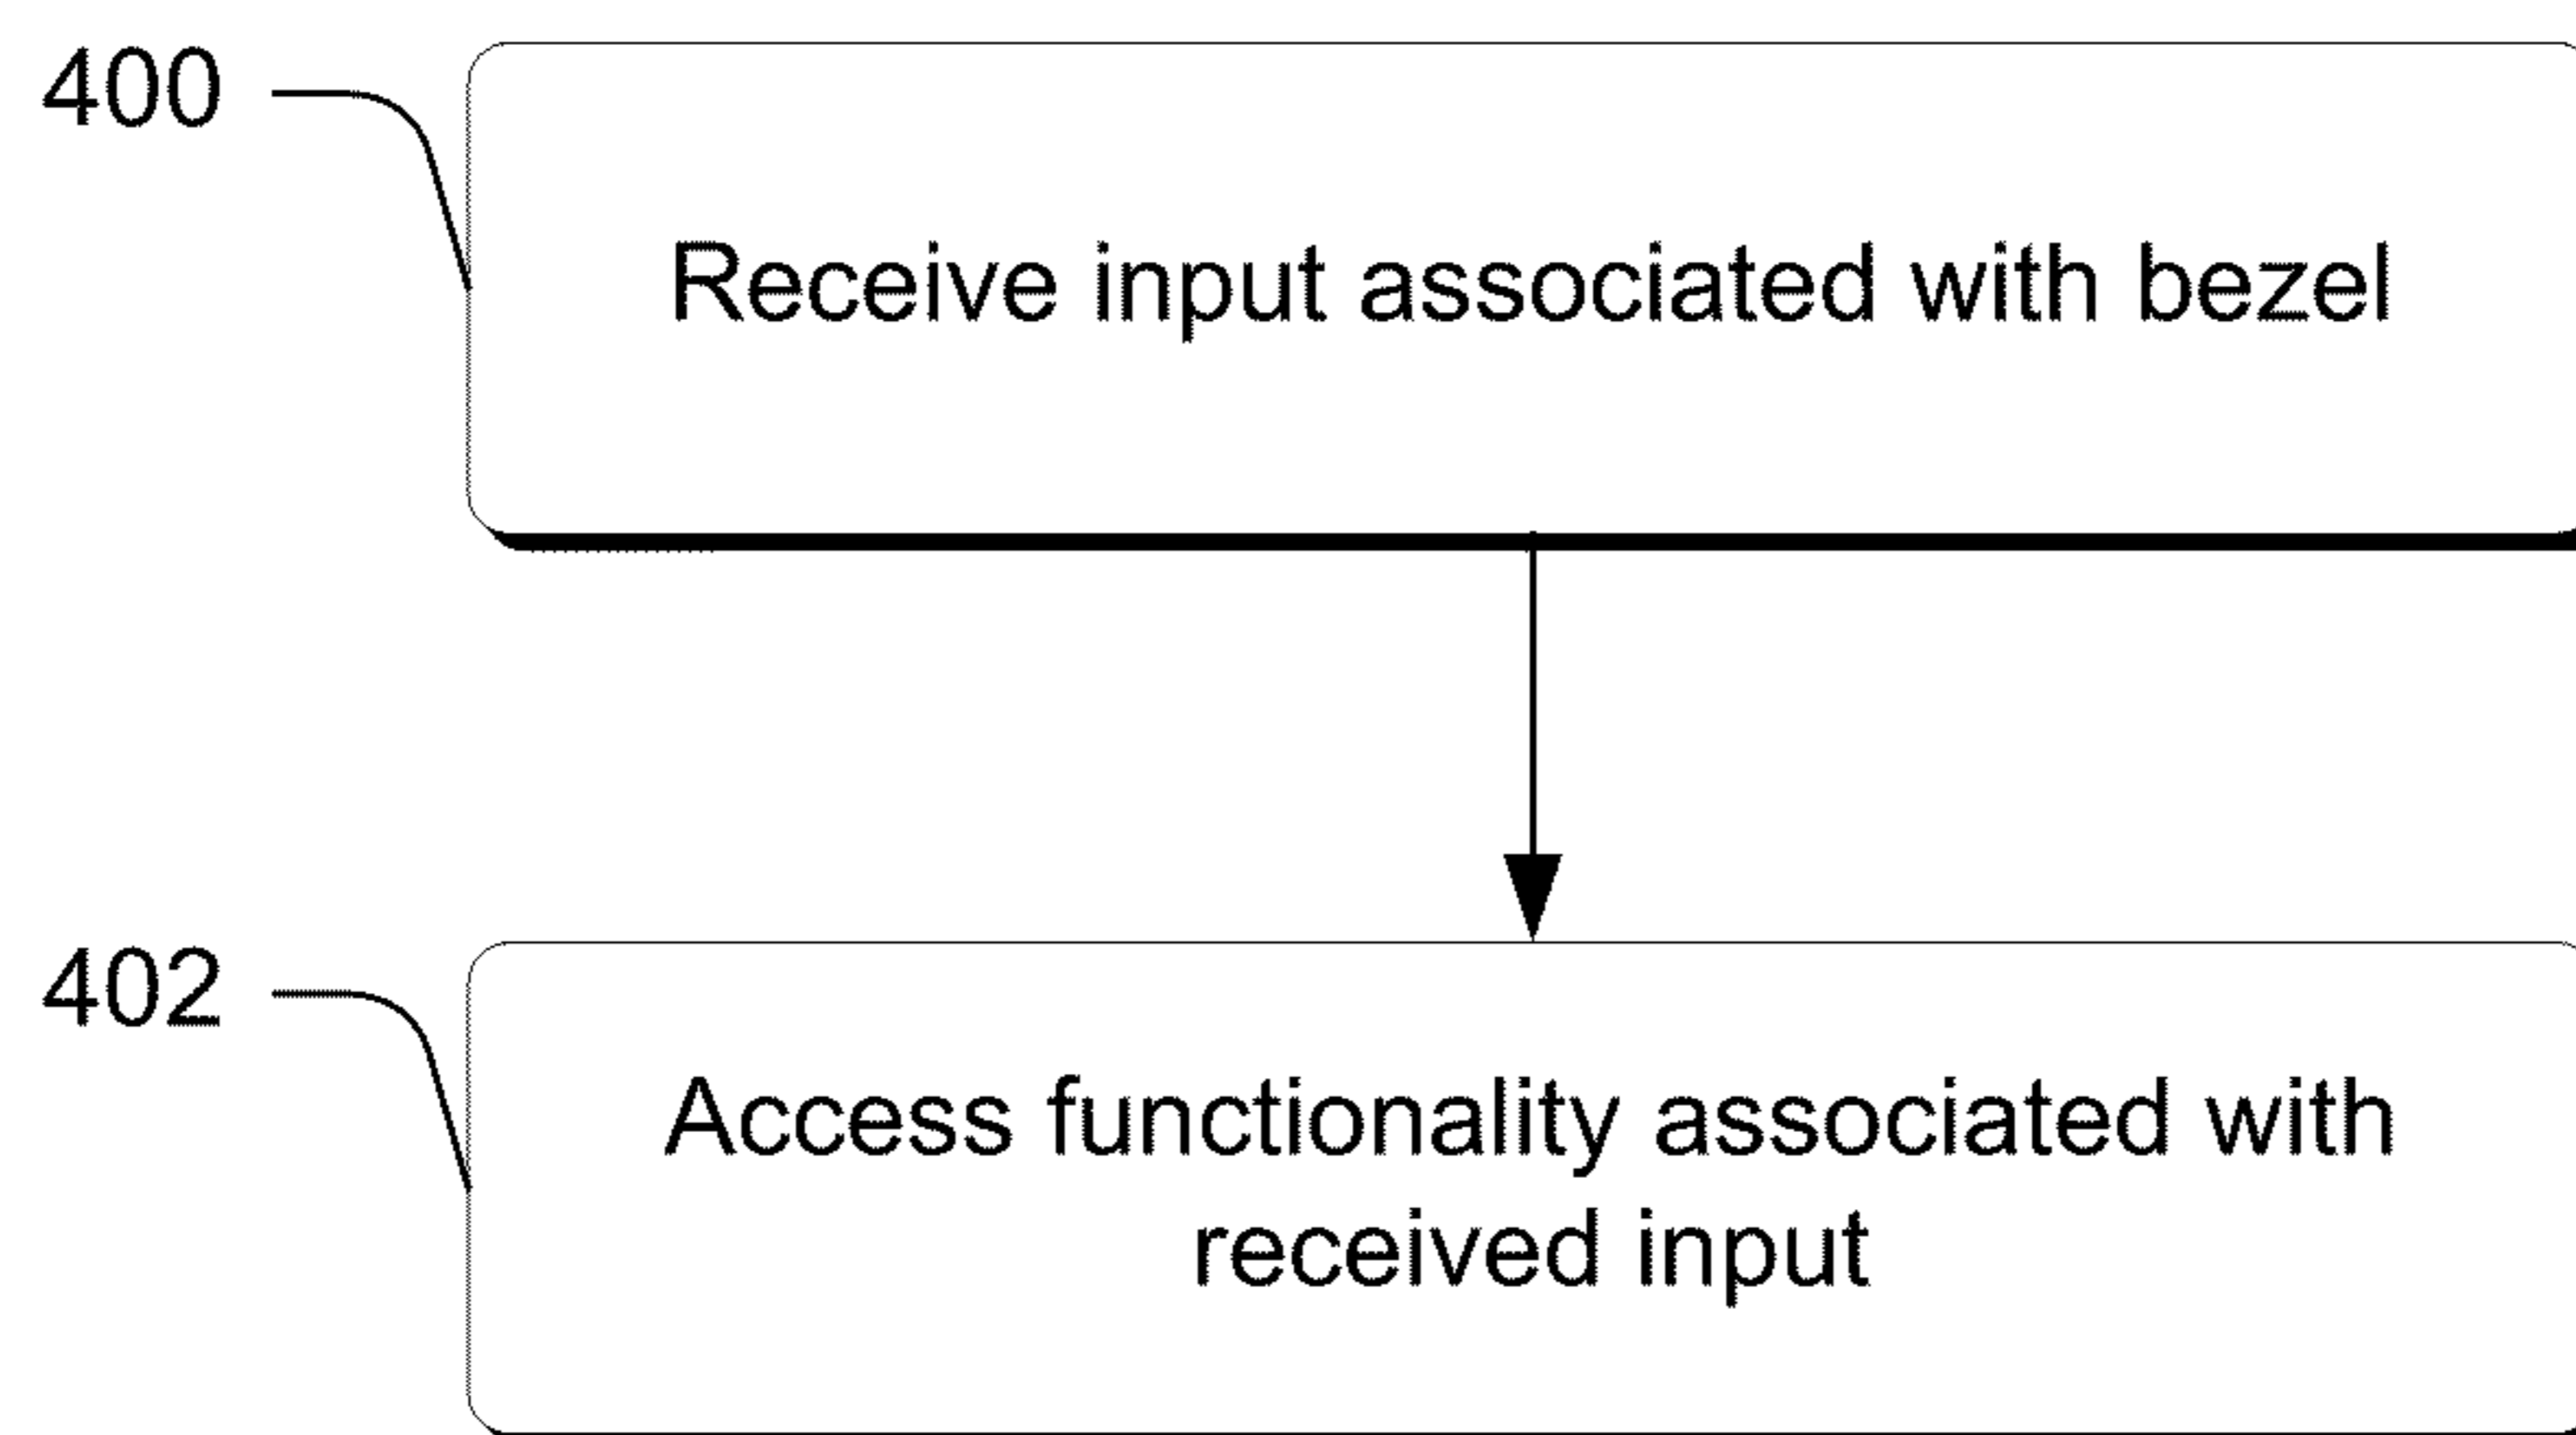 400
Receive input associated with bezel
402
Access functionality associated with
received input